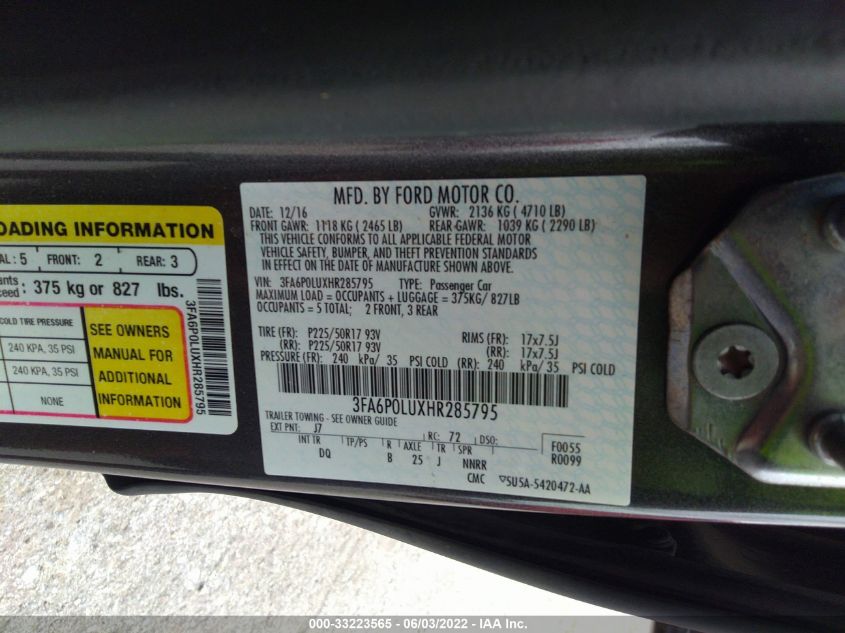 MFD. BY FORD MOTOR CO.
DATE: 12/16 GVWR: 2136 KG ( 4710 LB)
FRONT GAWR: 1118 KG ( 2465 LB) REAR GAWR: 1039 KG ( 2290 LB)
THIS VEHICLE CONFORMS TO ALL APPLICABLE FEDERAL MOTOR
VEHICLE SAFETY, BUMPER, AND THEFT PREVENTION STANDARDS
IN EFFECT ON THE DATE OF MANUFACTURE SHOWN ABOVE.
VIN: 3FA6P0LUXHR285795 TYPE: Passenger Car
MAXIMUM LOAD = OCCUPANTS + LUGGAGE = 375KG/ 827LB
OCCUPANTS = 5 TOTAL; 2 FRONT, 3 REAR
TIRE (FR): P225/50R17 93V RIMS (FR): 17x7.5J
(RR): P225/50R17 93V (RR): 17x7.5J
PRESSURE (FR): 240 kPa/ 35 PSI COLD (RR): 240 kPa/ 35 PSI COLD
3FA6P0LUXHR285795
TRAILER TOWING - SEE OWNER GUIDE
EXT PNT: J7 RC: 72 DSO: F0055
INT TR TP/PS R AXLE TR SPR R0099
DQ B 25 J NNRR
CMC 5U5A-5420472-AA
OADING INFORMATION
AL: 5 FRONT: 2 REAR: 3
ants
ceed: 375 kg or 827 lbs.
COLD TIRE PRESSURE
240 KPA, 35 PSI
240 KPA, 35 PSI
NONE
SEE OWNERS
MANUAL FOR
ADDITIONAL
INFORMATION
3FA6P0LUXHR285795
000-33223565 - 06/03/2022 - IAA Inc.